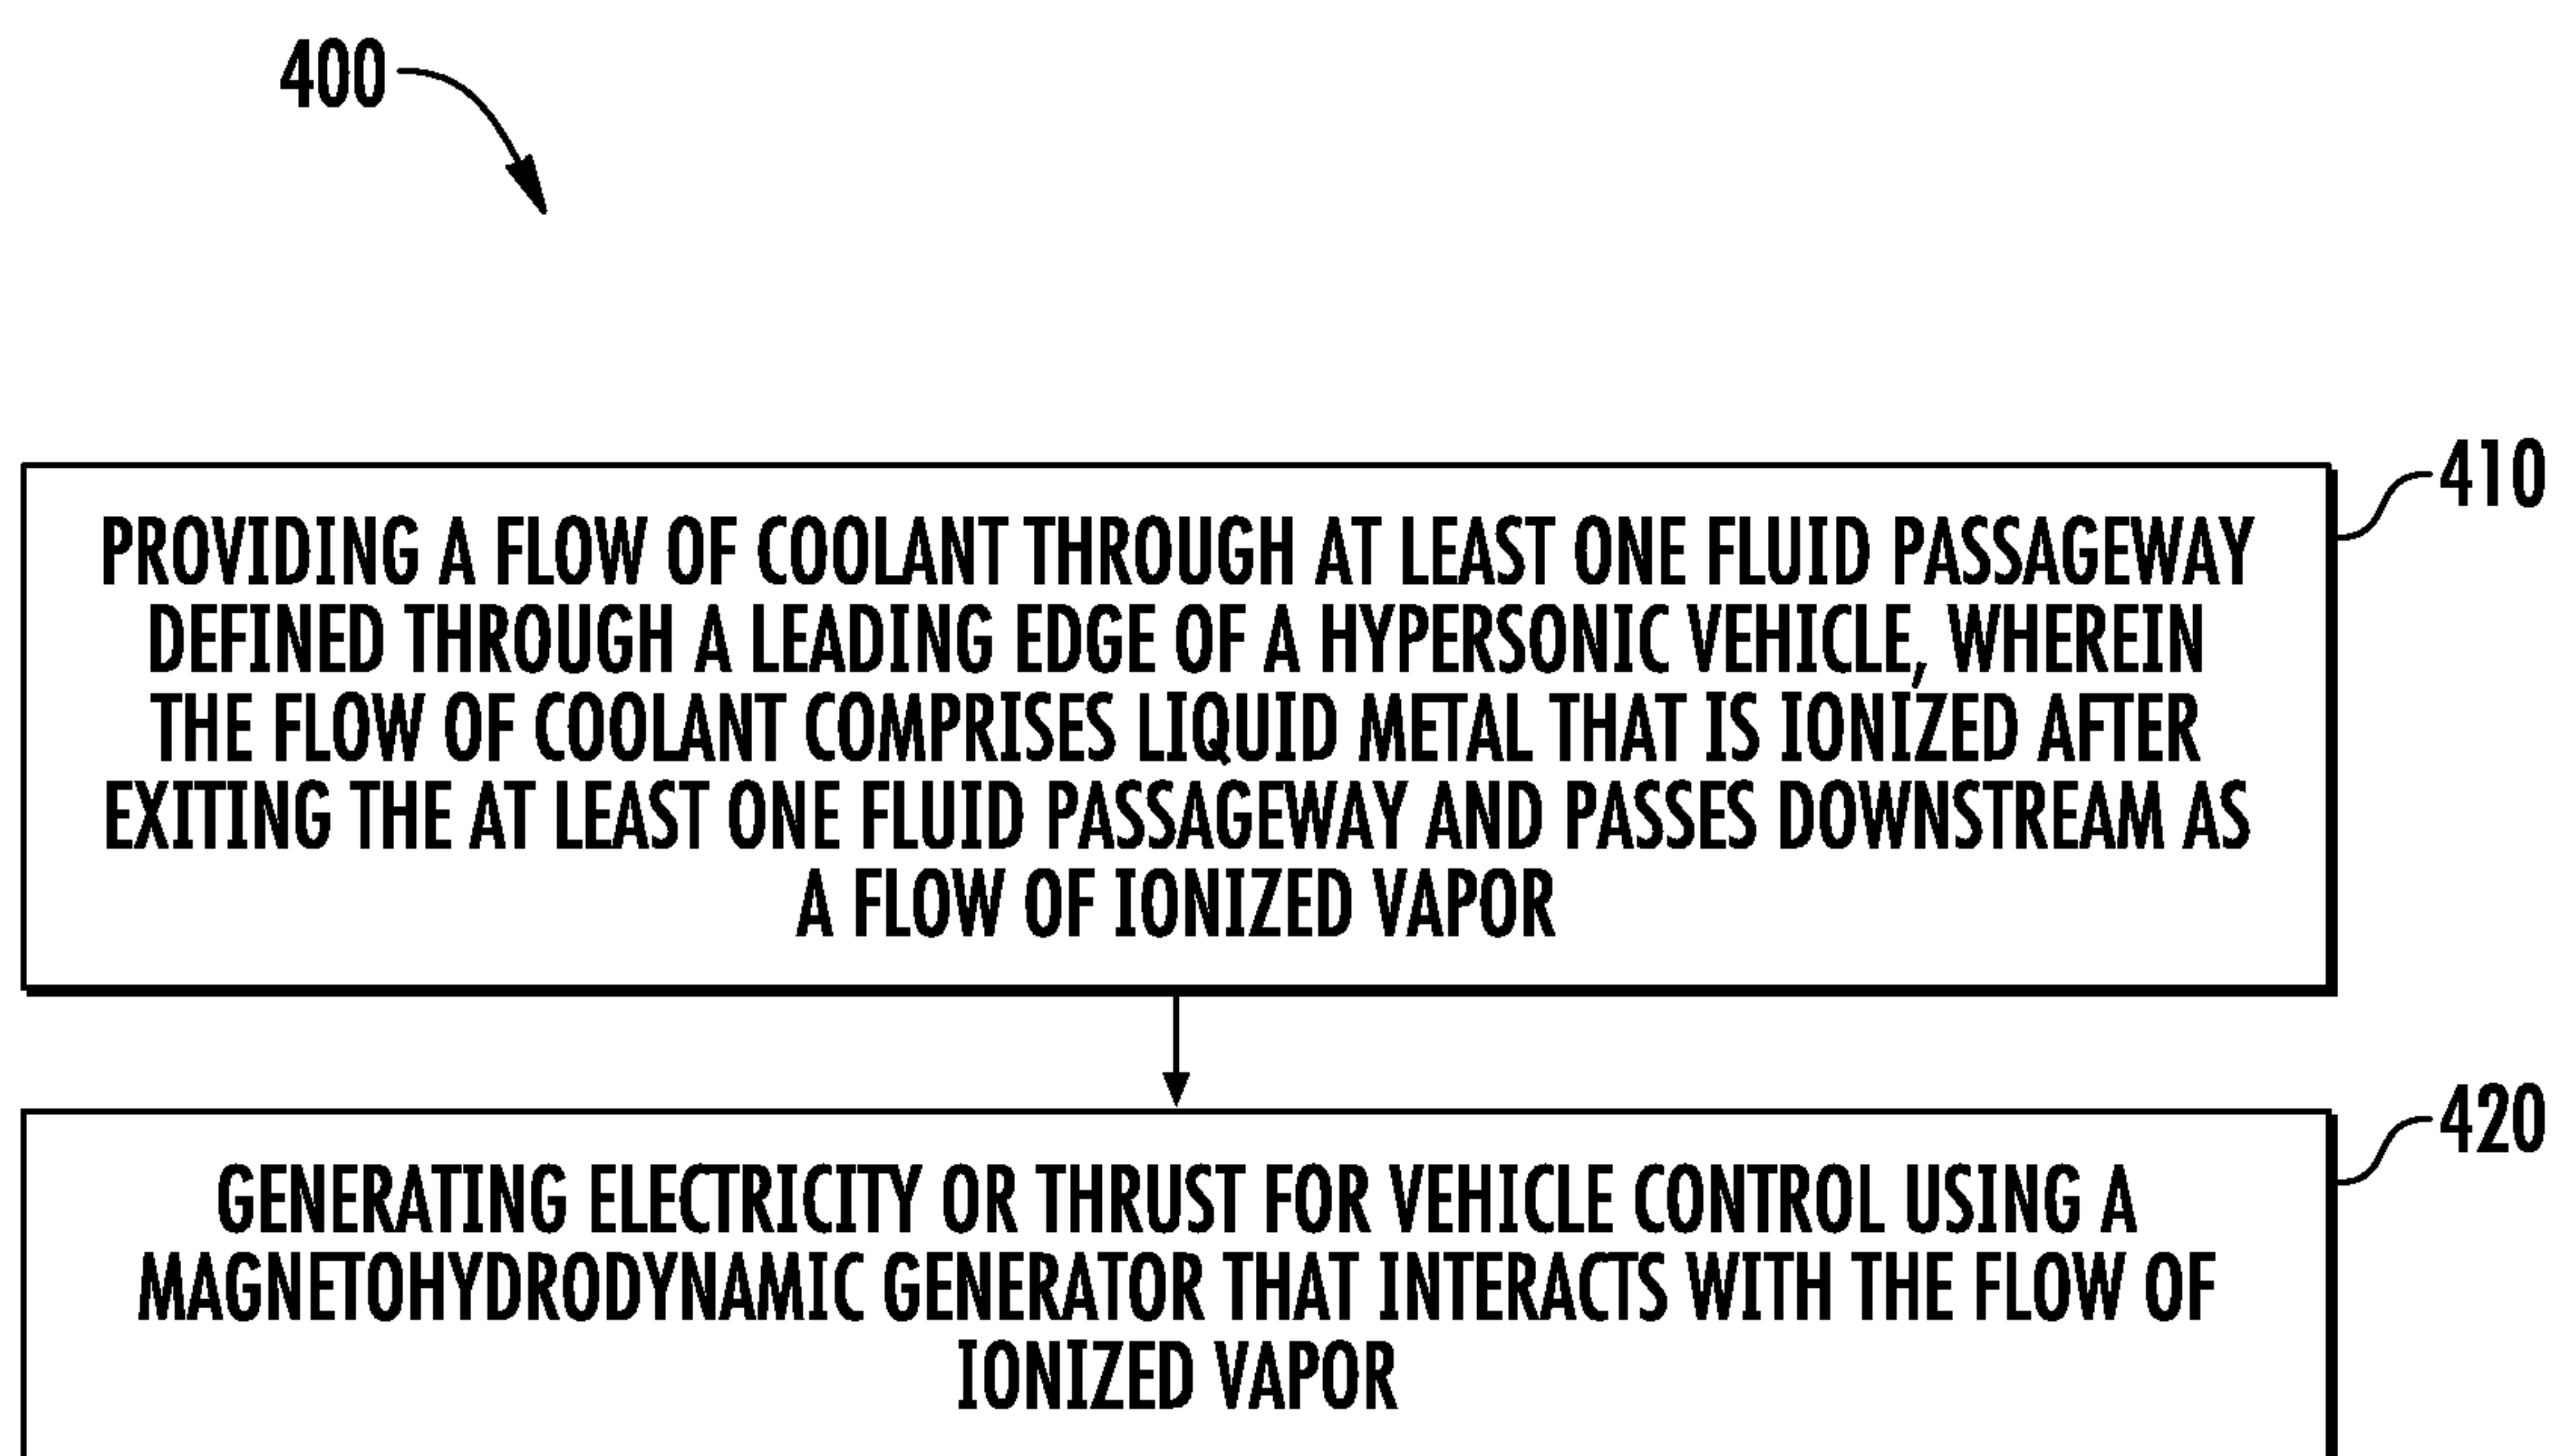 400
410
PROVIDING A FLOW OF COOLANT THROUGH AT LEAST ONE FLUID PASSAGEWAY
DEFINED THROUGH A LEADING EDGE OF A HYPERSONIC VEHICLE, WHEREIN
THE FLOW OF COOLANT COMPRISES LIQUID METAL THAT IS IONIZED AFTER
EXITING THE AT LEAST ONE FLUID PASSAGEWAY AND PASSES DOWNSTREAM AS
A FLOW OF IONIZED VAPOR
420
GENERATING ELECTRICITY OR THRUST FOR VEHICLE CONTROL USING A
MAGNETOHYDRODYNAMIC GENERATOR THAT INTERACTS WITH THE FLOW OF
IONIZED VAPOR